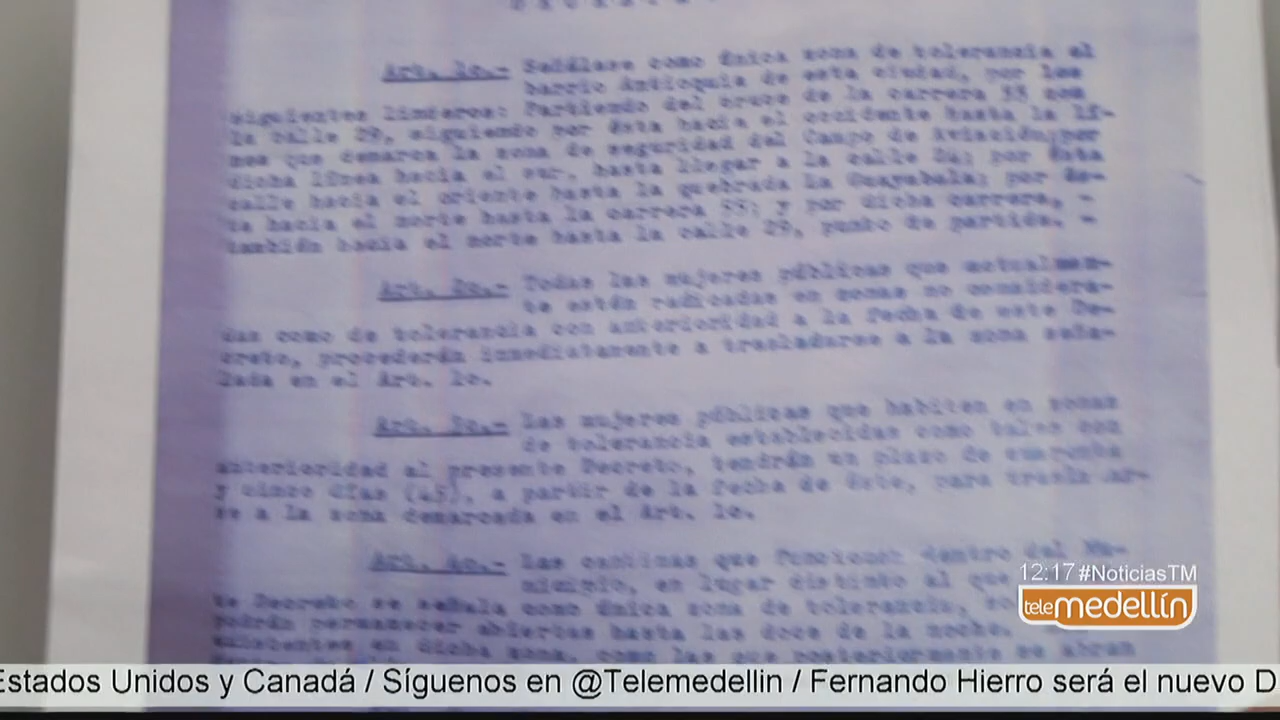 DECRETA:
Art. 1o.- Señálase como única zona de tolerancia el
barrio Antioquia de esta ciudad, por los
siguientes linderos: Partiendo del cruce de la carrera 55 con
la calle 29, siguiendo por ésta hacia el occidente hasta la lí-
nea que demarca la zona de seguridad del Campo de Aviación;por
dicha línea hacia el sur, hasta llegar a la calle 24; por ésta
calle hacia el oriente hasta la quebrada La Guayabala; por és-
ta hacia el norte hasta la carrera 55; y por dicha carrera, -
también hacia el norte hasta la calle 29, punto de partida. -
Art. 2o.- Todas las mujeres públicas que actualmen-
te estén radicadas en zonas no considera-
das como de tolerancia con anterioridad a la fecha de este De-
creto, procederán inmediatamente a trasladarse a la zona seña-
lada en el Art. 1o.
Art. 3o.- Las mujeres públicas que habiten en zonas
de tolerancia establecidas como tales con
anterioridad al presente Decreto, tendrán un plazo de cuarenta
y cinco días (45), a partir de la fecha de éste, para trasladar-
se a la zona demarcada en el Art. 1o.
Art. 4o.- Las cantinas que funcionen dentro del Mu-
nicipio, en lugar distinto al que
te Decreto se señala como única zona de tolerancia,
podrán permanecer abiertas hasta las doce de la noche.
existentes en dicha zona, como las que posteriormente se abran
12:17 #NoticiasTM
telemedellín
Estados Unidos y Canadá / Síguenos en @Telemedellin / Fernando Hierro será el nuevo D